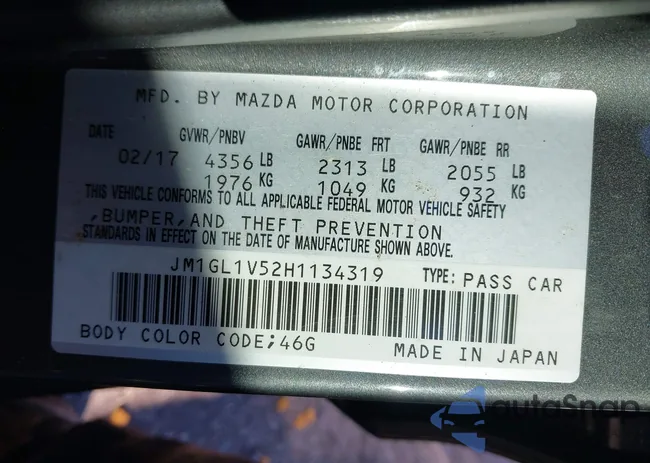 MFD. BY MAZDA MOTOR CORPORATION
DATE GVWR/PNBV GAWR/PNBE FRT GAWR/PNBE RR
02/17 4356 LB 2313 LB 2055 LB
1976 KG 1049 KG 932 KG
THIS VEHICLE CONFORMS TO ALL APPLICABLE FEDERAL MOTOR VEHICLE SAFETY
,BUMPER,AND THEFT PREVENTION
STANDARDS IN EFFECT ON THE DATE OF MANUFACTURE SHOWN ABOVE.
JM1GL1V52H1134319 TYPE: PASS CAR
BODY COLOR CODE;46G MADE IN JAPAN
autoSnap